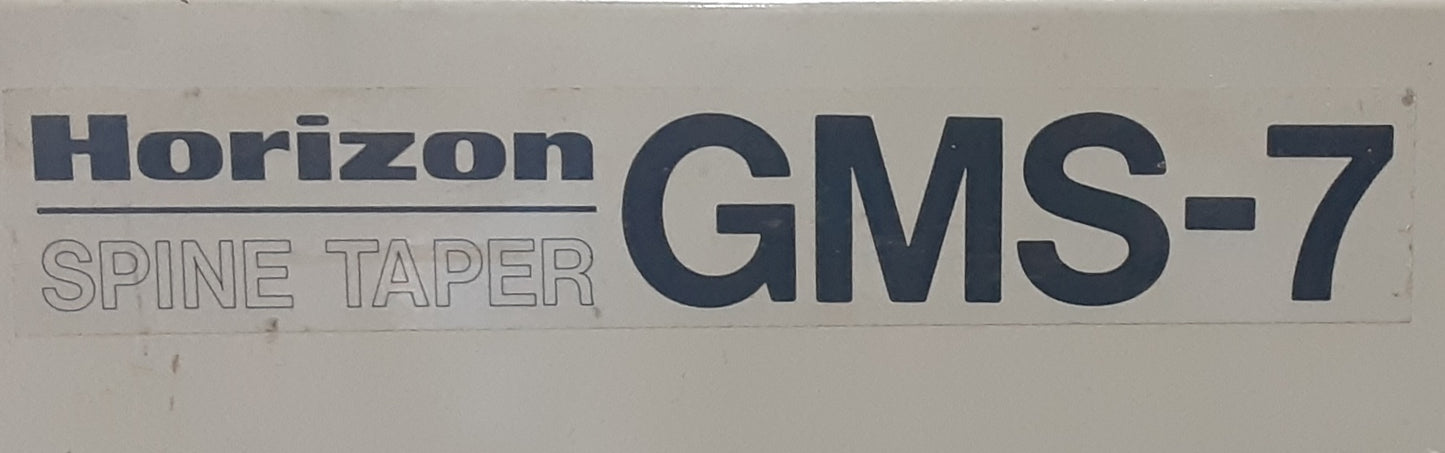 Horizon
SPINE TAPER
GMS-7